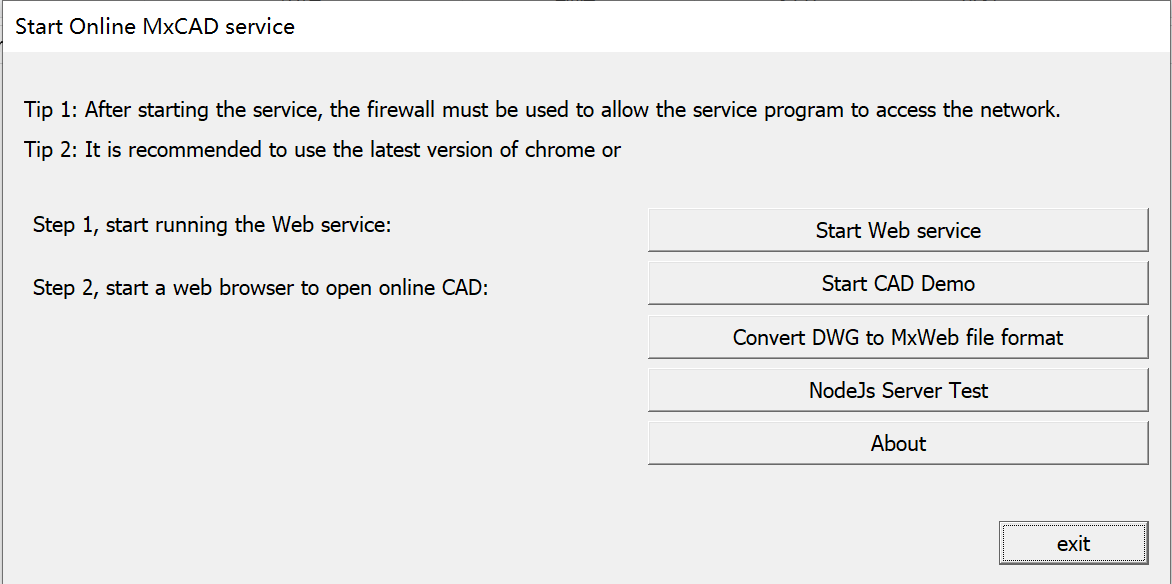 Start Online MxCAD service
Tip 1: After starting the service, the firewall must be used to allow the service program to access the network.
Tip 2: It is recommended to use the latest version of chrome or
Step 1, start running the Web service:
Start Web service
Step 2, start a web browser to open online CAD:
Start CAD Demo
Convert DWG to MxWeb file format
NodeJs Server Test
About
exit